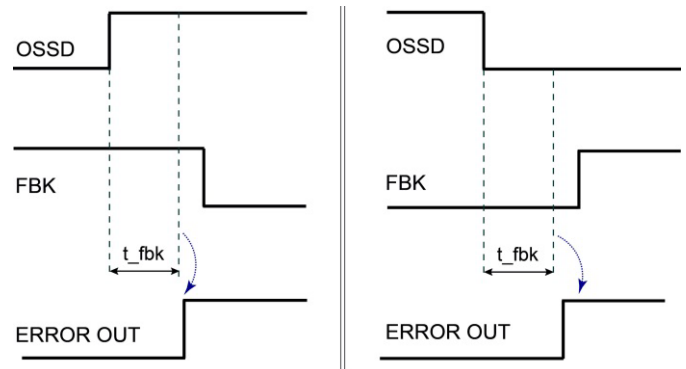 OSSD
FBK
t_fbk
ERROR OUT
OSSD
FBK
t_fbk
ERROR OUT